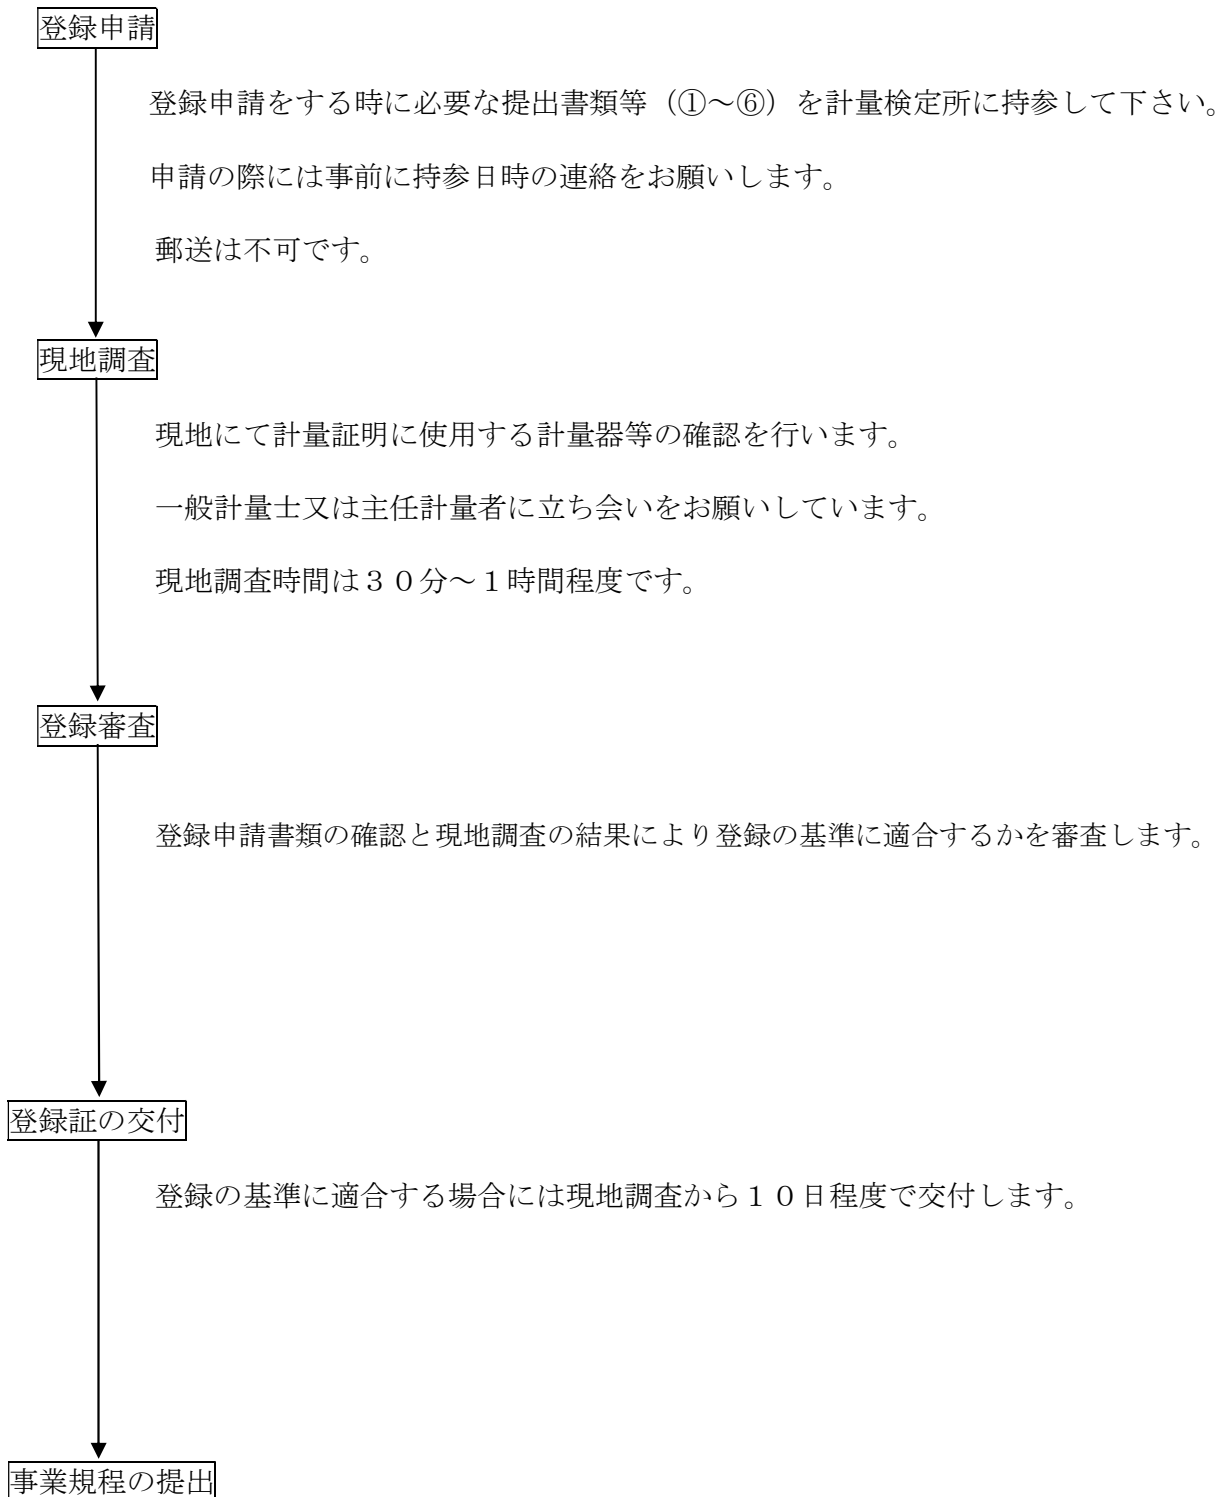 登録申請
登録申請をする時に必要な提出書類等（①～⑥）を計量検定所に持参して下さい。
申請の際には事前に持参日時の連絡をお願いします。
郵送は不可です。
現地調査
現地にて計量証明に使用する計量器等の確認を行います。
一般計量士又は主任計量者に立ち会いをお願いしています。
現地調査時間は３０分～１時間程度です。
登録審査
登録申請書類の確認と現地調査の結果により登録の基準に適合するかを審査します。
登録証の交付
登録の基準に適合する場合には現地調査から１０日程度で交付します。
事業規程の提出